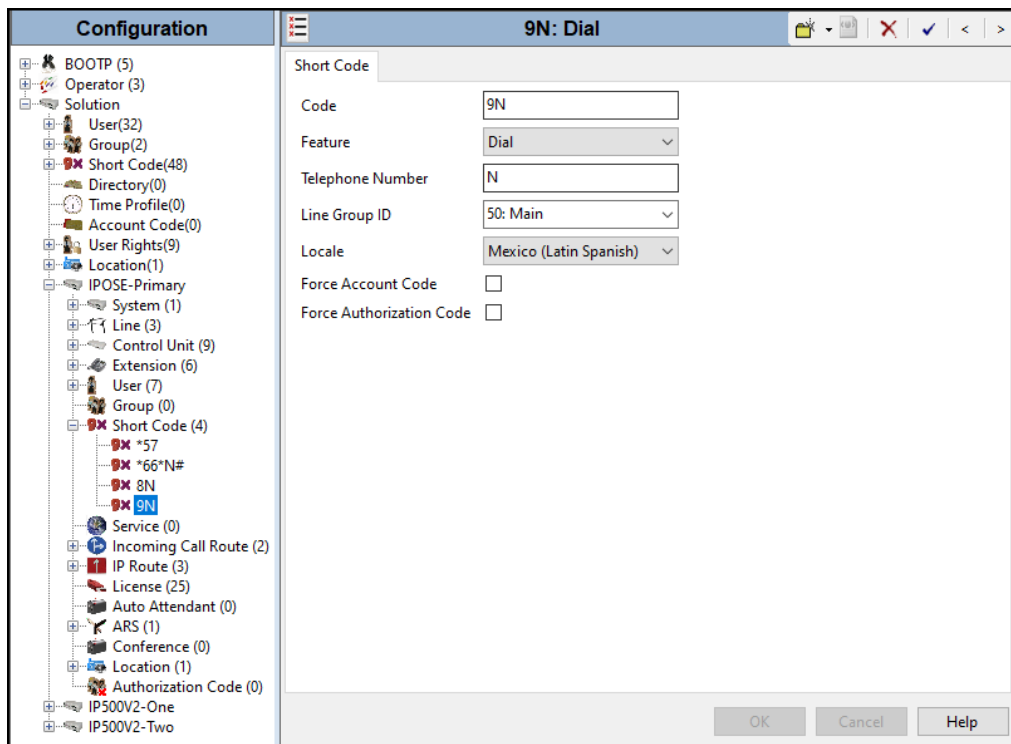 Configuration
BOOTP (5)
Operator (3)
Solution
User(32)
Group(2)
Short Code(48)
Directory(0)
Time Profile(0)
Account Code(0)
User Rights(9)
Location(1)
IPOSE-Primary
System (1)
Line (3)
Control Unit (9)
Extension (6)
User (7)
Group (0)
Short Code (4)
*57
*66*N#
8N
9N
Service (0)
Incoming Call Route (2)
IP Route (3)
License (25)
Auto Attendant (0)
ARS (1)
Conference (0)
Location (1)
Authorization Code (0)
IP500V2-One
IP500V2-Two
9N: Dial
Short Code
Code 9N
Feature Dial
Telephone Number N
Line Group ID 50: Main
Locale Mexico (Latin Spanish)
Force Account Code
Force Authorization Code
OK Cancel Help